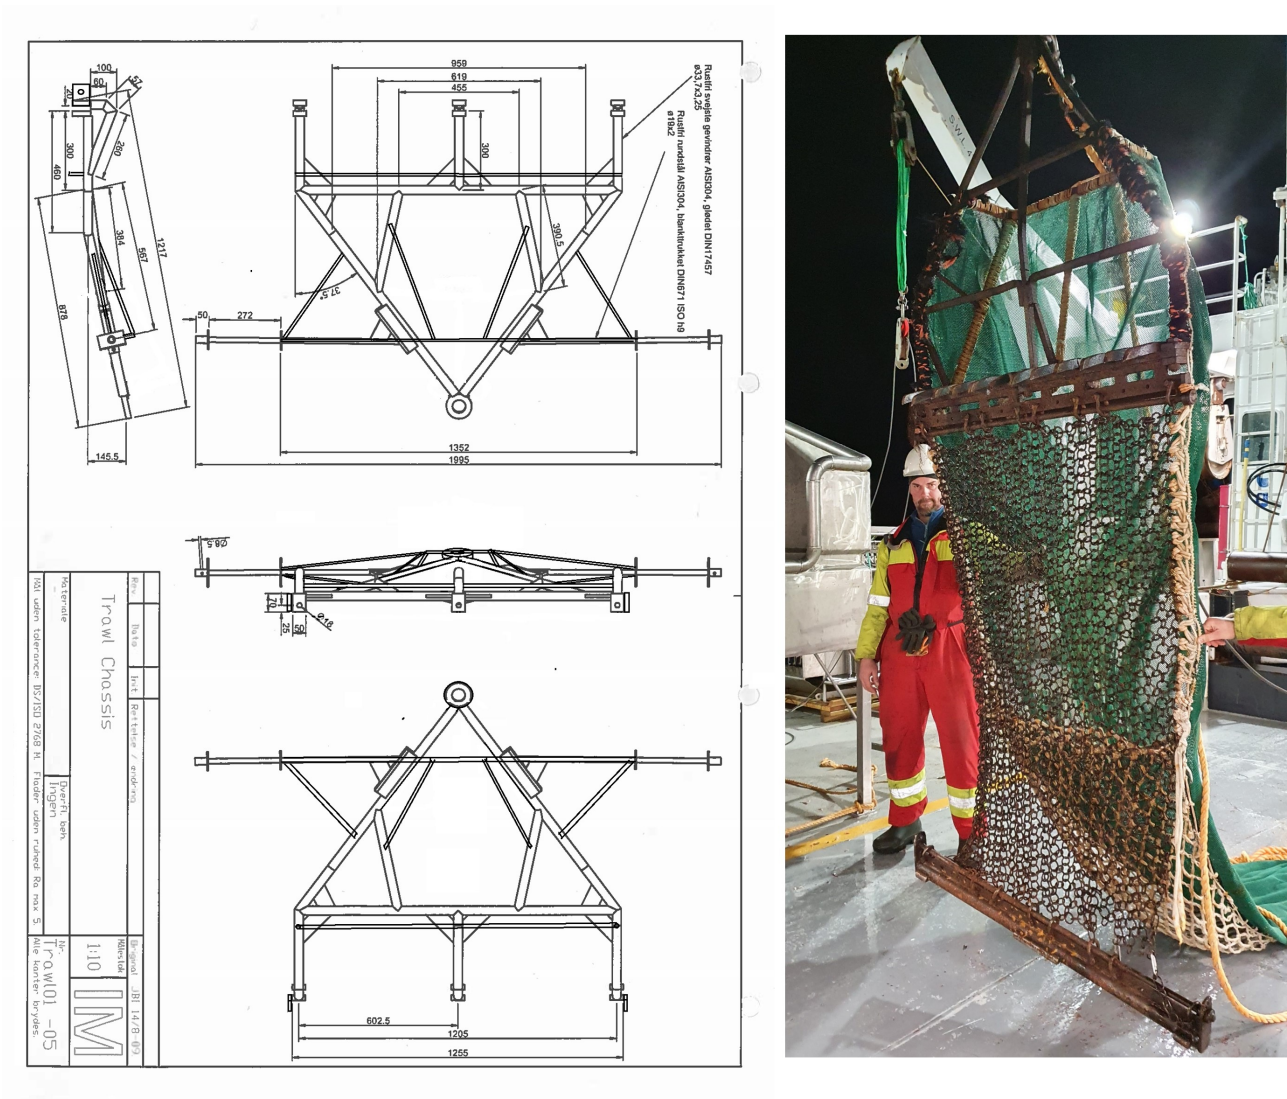 100
60
57
20
300
460
260
384
567
1217
878
145.5
959
619
455
300
390.5
37.5°
50
272
1352
1995
Rustfri svejste gevindrør AISI304, glødet DIN17457
ø33,7x3,25
Rustfri rundstål AISI304, blankttrukket DIN671 ISO h9
ø19x2
Ø8.5
70
25
50
Ø18
602.5
1205
1255
Rev.
Dato
Init
Rettelse / ændring
Trawl Chassis
Materiale
Overfl. beh.
Ingen
Mål uden tolerance: DS/ISO 2768 M. Flader uden ruhed: Ra max 5.
Original
JBI 14/8-09
Målestok
1:10
Nr.
Trawl01 -05
Alle kanter brydes.
S.W.L 4